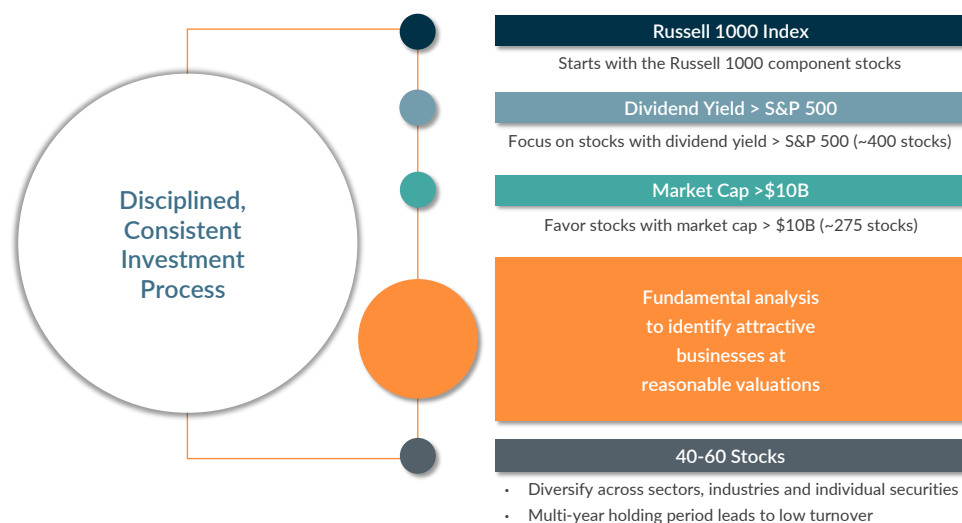 Disciplined,
Consistent
Investment
Process
Russell 1000 Index
Starts with the Russell 1000 component stocks
Dividend Yield > S&P 500
Focus on stocks with dividend yield > S&P 500 (~400 stocks)
Market Cap >$10B
Favor stocks with market cap > $10B (~275 stocks)
Fundamental analysis
to identify attractive
businesses at
reasonable valuations
40-60 Stocks
• Diversify across sectors, industries and individual securities
• Multi-year holding period leads to low turnover